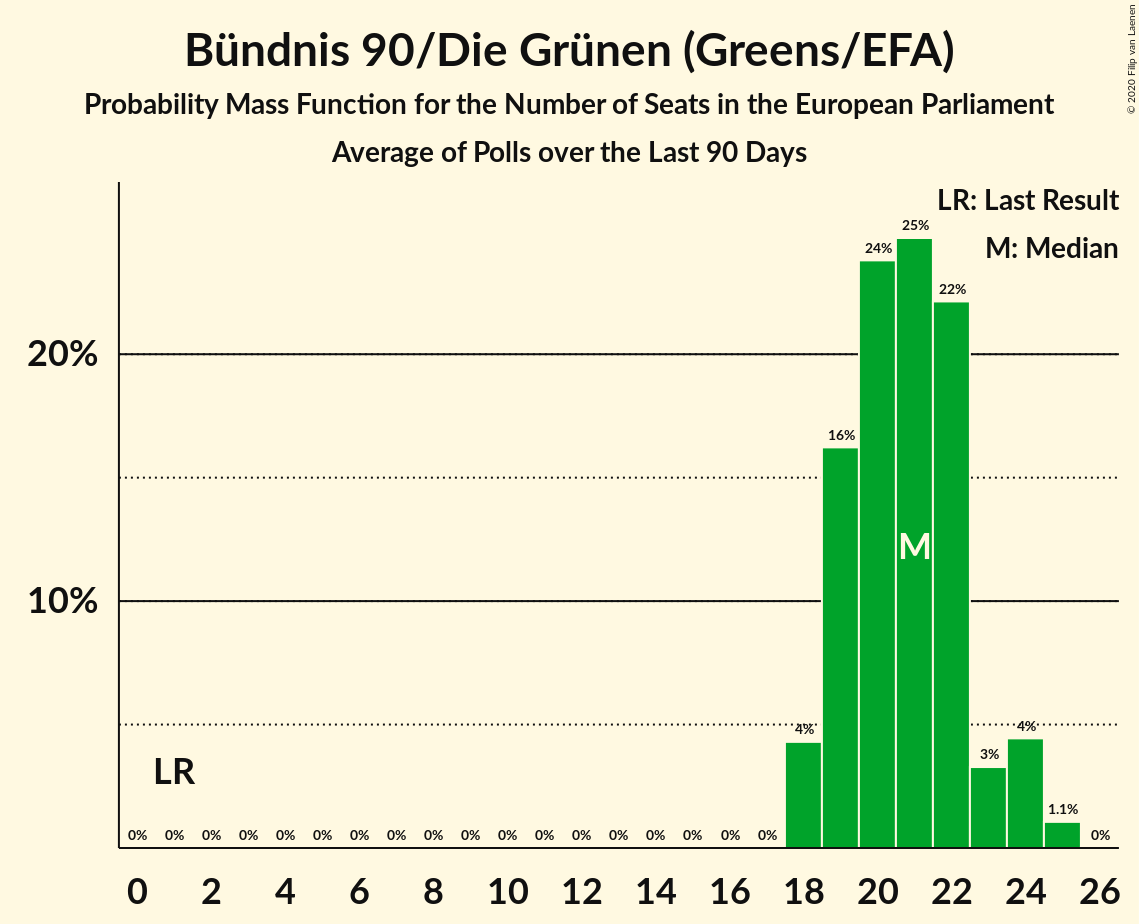 Bündnis 90/Die Grünen (Greens/EFA)
Probability Mass Function for the Number of Seats in the European Parliament
Average of Polls over the Last 90 Days
© 2020 Filip van Laenen
LR: Last Result
M: Median
25%
24%
22%
20%
16%
M
10%
4%
4%
3%
LR
1.1%
0% 0% 0% 0% 0% 0% 0% 0% 0% 0% 0% 0% 0% 0% 0% 0% 0% 0% 0%
0 2 4 6 8 10 12 14 16 18 20 22 24 26